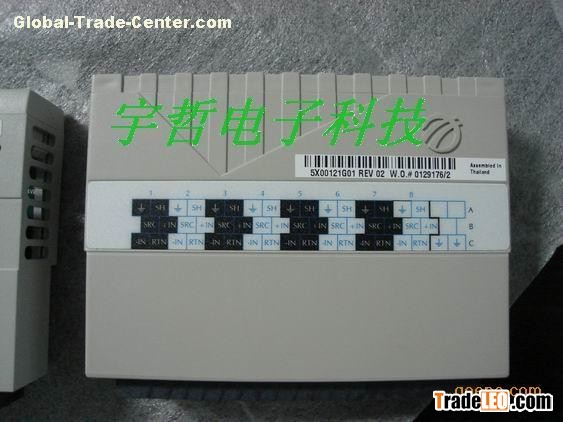 Global-Trade-Center.com
宇哲电子科技
5X00121G01 REV 02 W.O.# 0129176/2
Assembled in
Thailand
1 2 3 4 5 6 7 8
SH SH SH SH SH SH SH SH A
SRC +IN SRC +IN SRC +IN SRC +IN SRC +IN SRC +IN SRC +IN SRC +IN B
-IN RTN -IN RTN -IN RTN -IN RTN -IN RTN -IN RTN -IN RTN -IN RTN C
TradeLEO.com